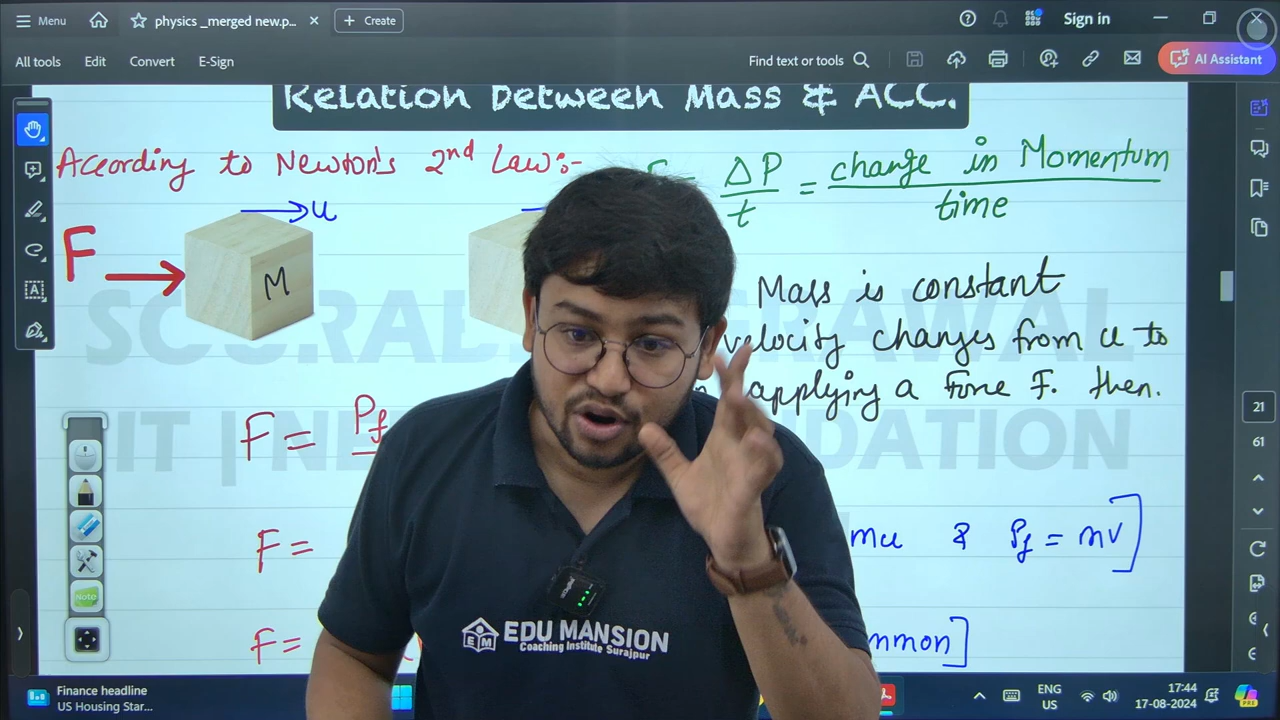 Menu
physics _merged new.p...
Create
Sign in
All tools
Edit
Convert
E-Sign
Find text or tools
AI Assistant
Relation between Mass & ACC.
According to Newton's 2nd Law:-
ΔP/t = change in Momentum/time
F
u
M
Mass is constant
velocity changes from u to
applying a Force F. then.
F = Pf
21
61
F =
mu & Pf = mv]
F =
mmon]
Note
EDU MANSION
Coaching Institute Surajpur
Finance headline
US Housing Star...
ENG
US
17:44
17-08-2024
PRE